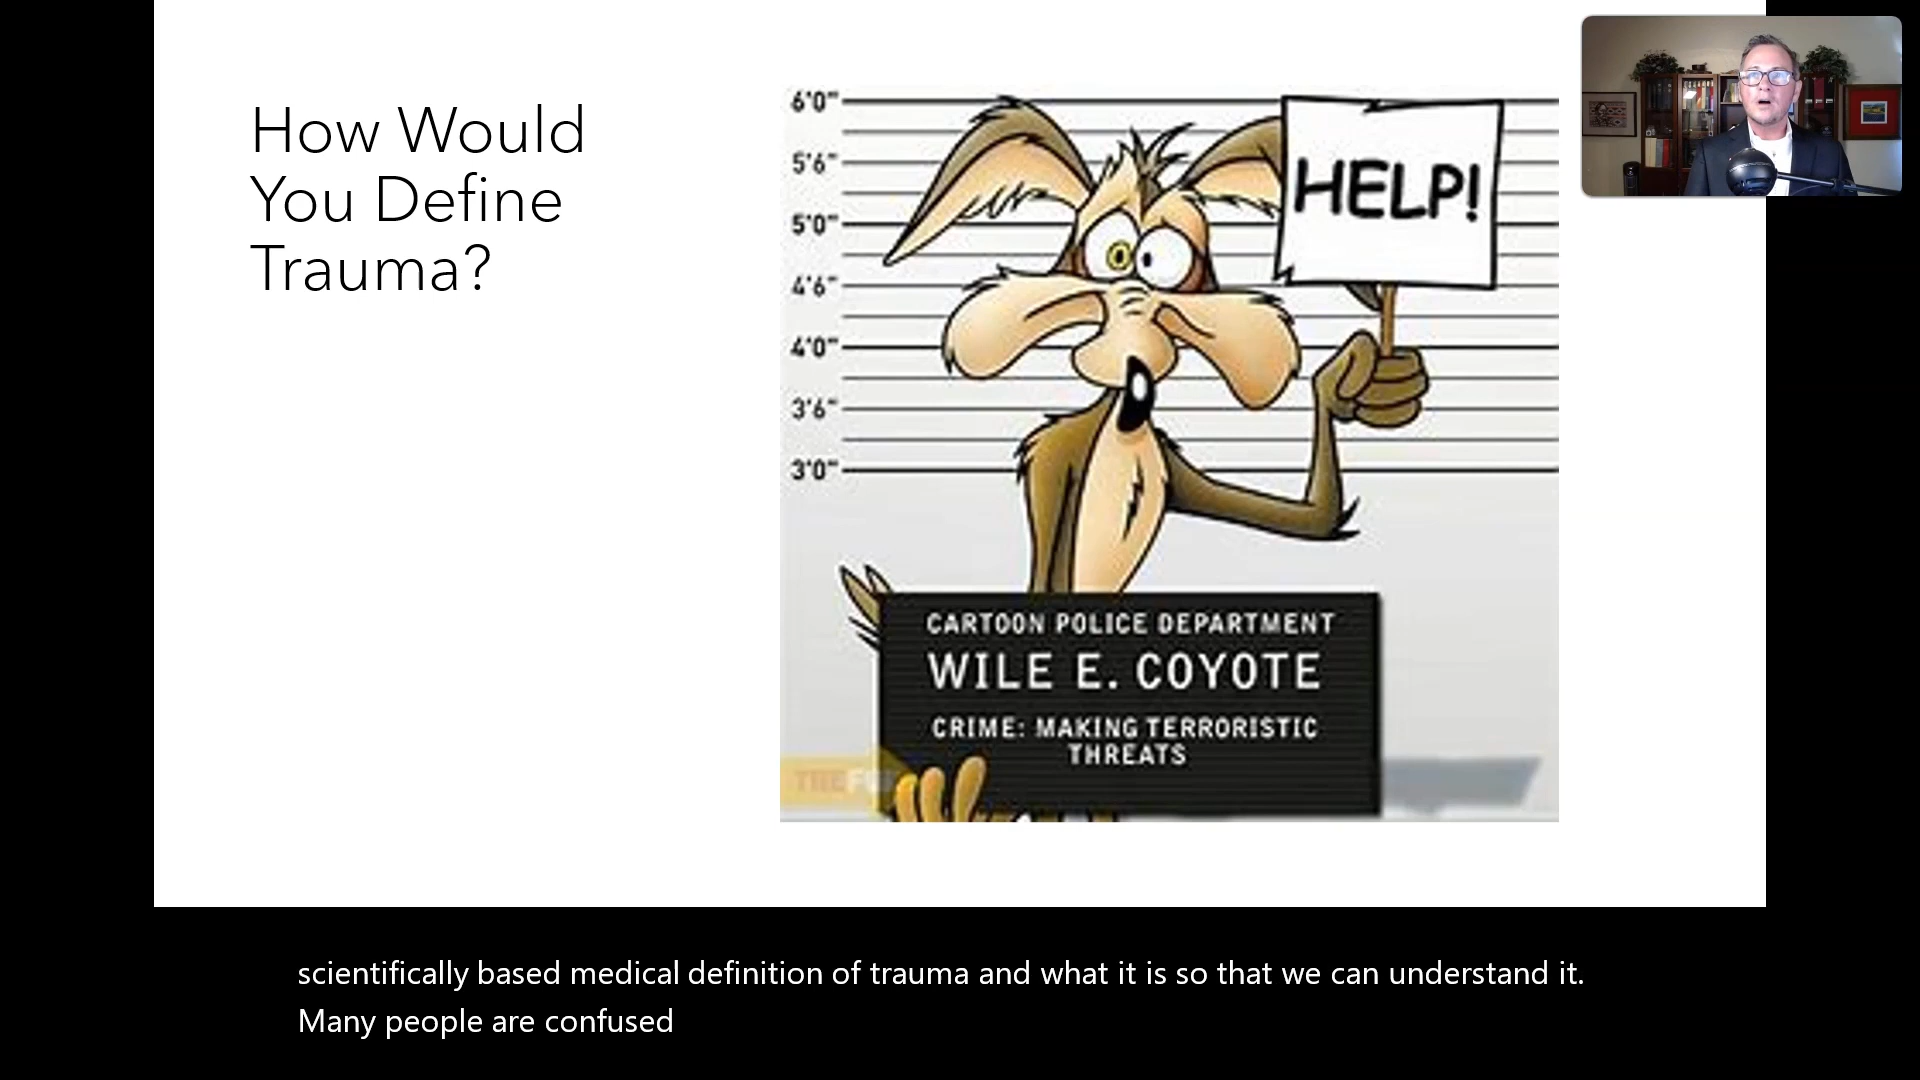 How Would
You Define
Trauma?
6'0"
5'6"
5'0"
4'6"
4'0"
3'6"
3'0"
HELP!
CARTOON POLICE DEPARTMENT
WILE E. COYOTE
CRIME: MAKING TERRORISTIC
THREATS
scientifically based medical definition of trauma and what it is so that we can understand it.
Many people are confused